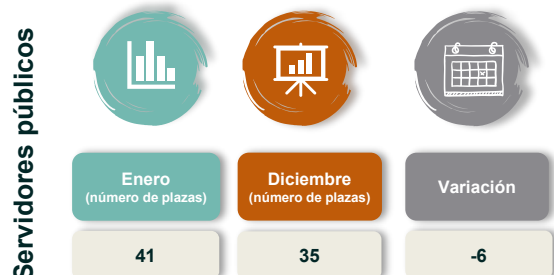 Servidores públicos
Enero
(número de plazas)
Diciembre
(número de plazas)
Variación
41
35
-6